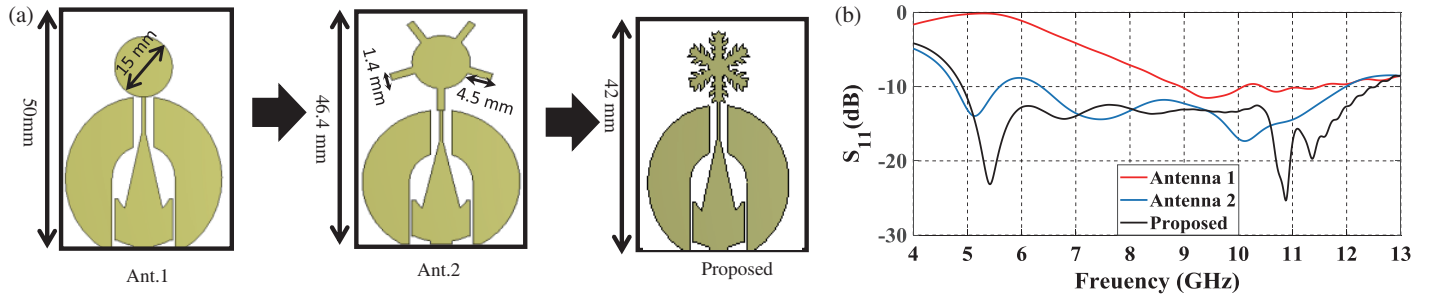 (a)
50mm
15 mm
Ant.1
46.4 mm
1.4 mm
4.5 mm
Ant.2
42 mm
Proposed
(b)
S11(dB)
0
-10
-20
-30
4 5 6 7 8 9 10 11 12 13
Freuency (GHz)
Antenna 1
Antenna 2
Proposed